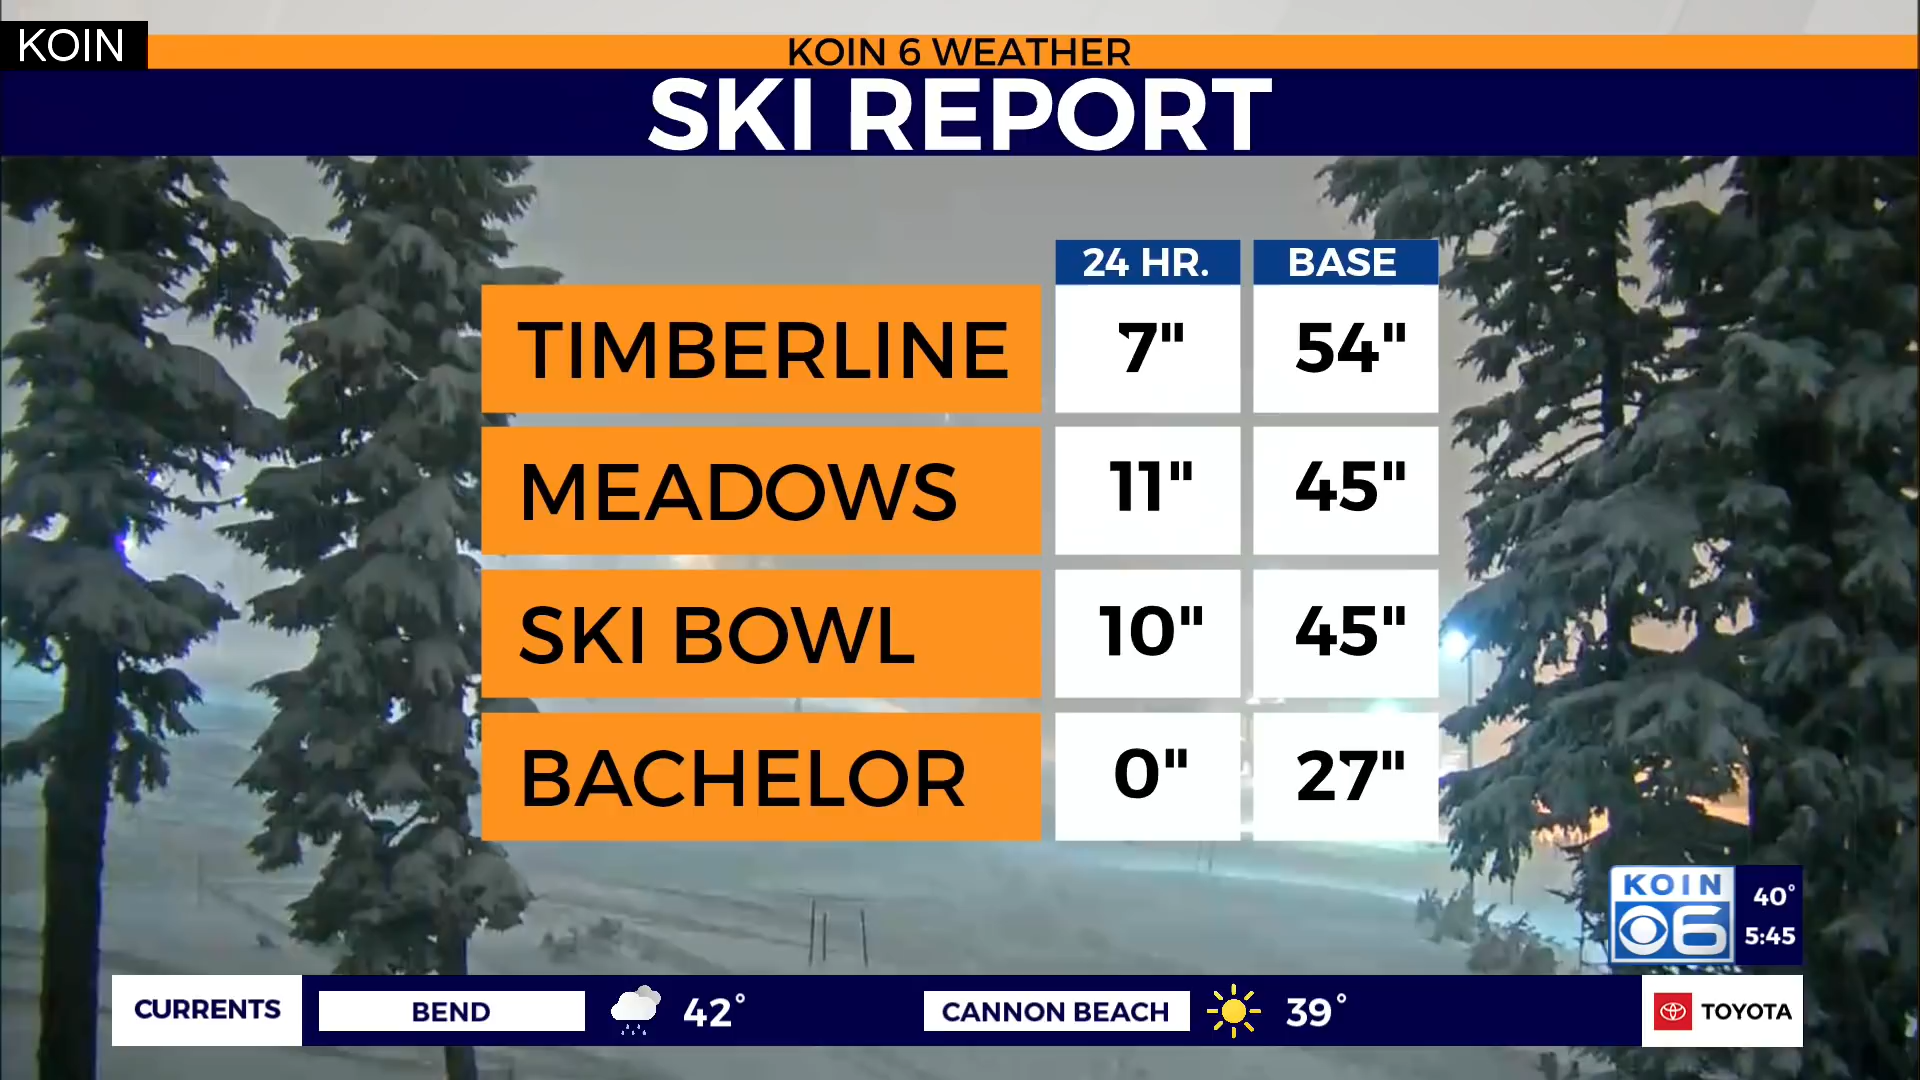 KOIN
KOIN 6 WEATHER
SKI REPORT
24 HR. BASE
TIMBERLINE 7" 54"
MEADOWS 11" 45"
SKI BOWL 10" 45"
BACHELOR 0" 27"
KOIN
6
40°
5:45
CURRENTS BEND 42° CANNON BEACH 39° TOYOTA